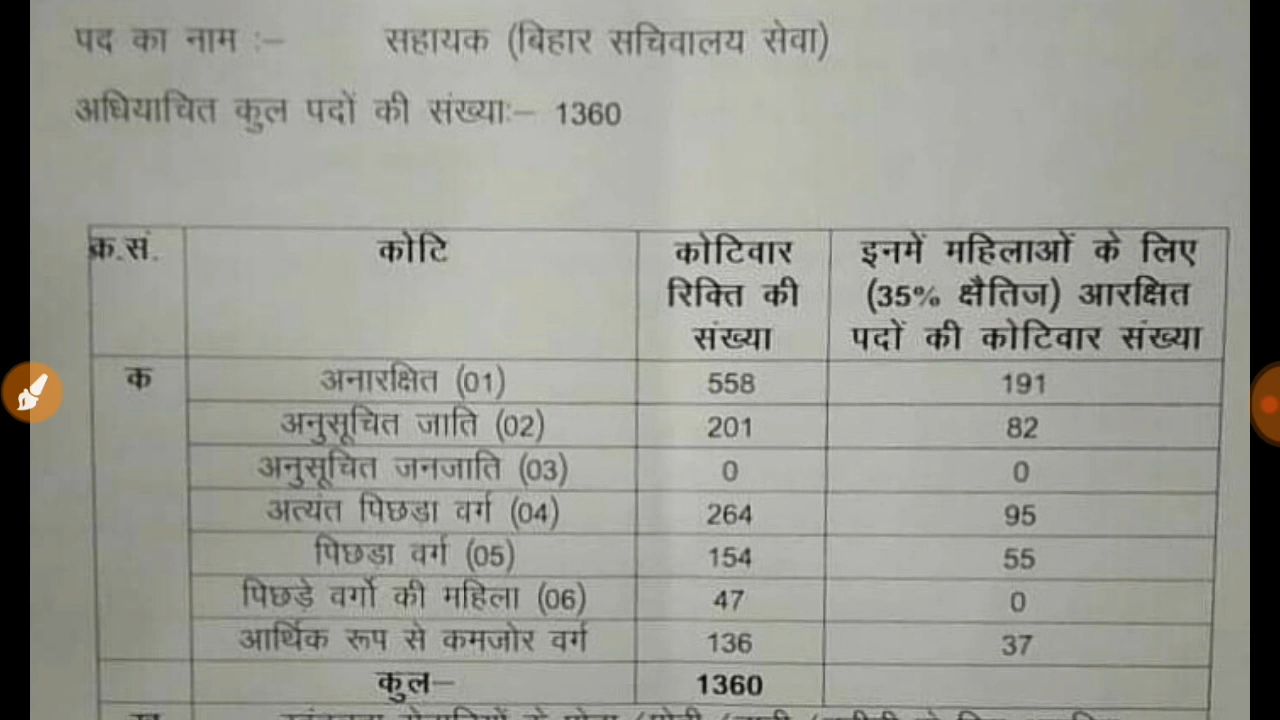 पद का नाम :– सहायक (बिहार सचिवालय सेवा)
अधियाचित कुल पदों की संख्याः– 1360
क्र.सं. कोटि कोटिवार रिक्ति की संख्या इनमें महिलाओं के लिए (35% क्षैतिज) आरक्षित पदों की कोटिवार संख्या
क अनारक्षित (01) 558 191
अनुसूचित जाति (02) 201 82
अनुसूचित जनजाति (03) 0 0
अत्यंत पिछड़ा वर्ग (04) 264 95
पिछड़ा वर्ग (05) 154 55
पिछड़े वर्गो की महिला (06) 47 0
आर्थिक रूप से कमजोर वर्ग 136 37
कुल– 1360